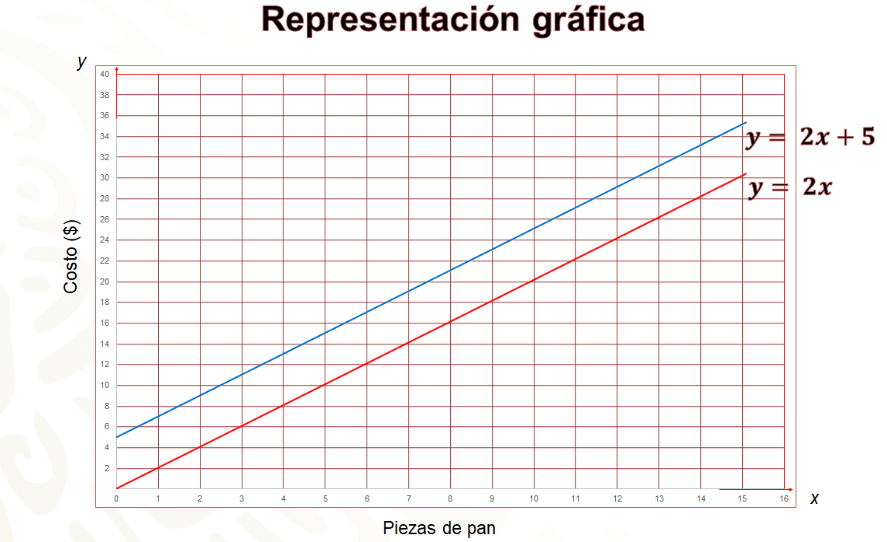 Representación gráfica
y
40
38
36
34
32
30
28
26
24
22
20
18
16
14
12
10
8
6
4
2
Costo ($)
y = 2x + 5
y = 2x
0 1 2 3 4 5 6 7 8 9 10 11 12 13 14 15 16
x
Piezas de pan